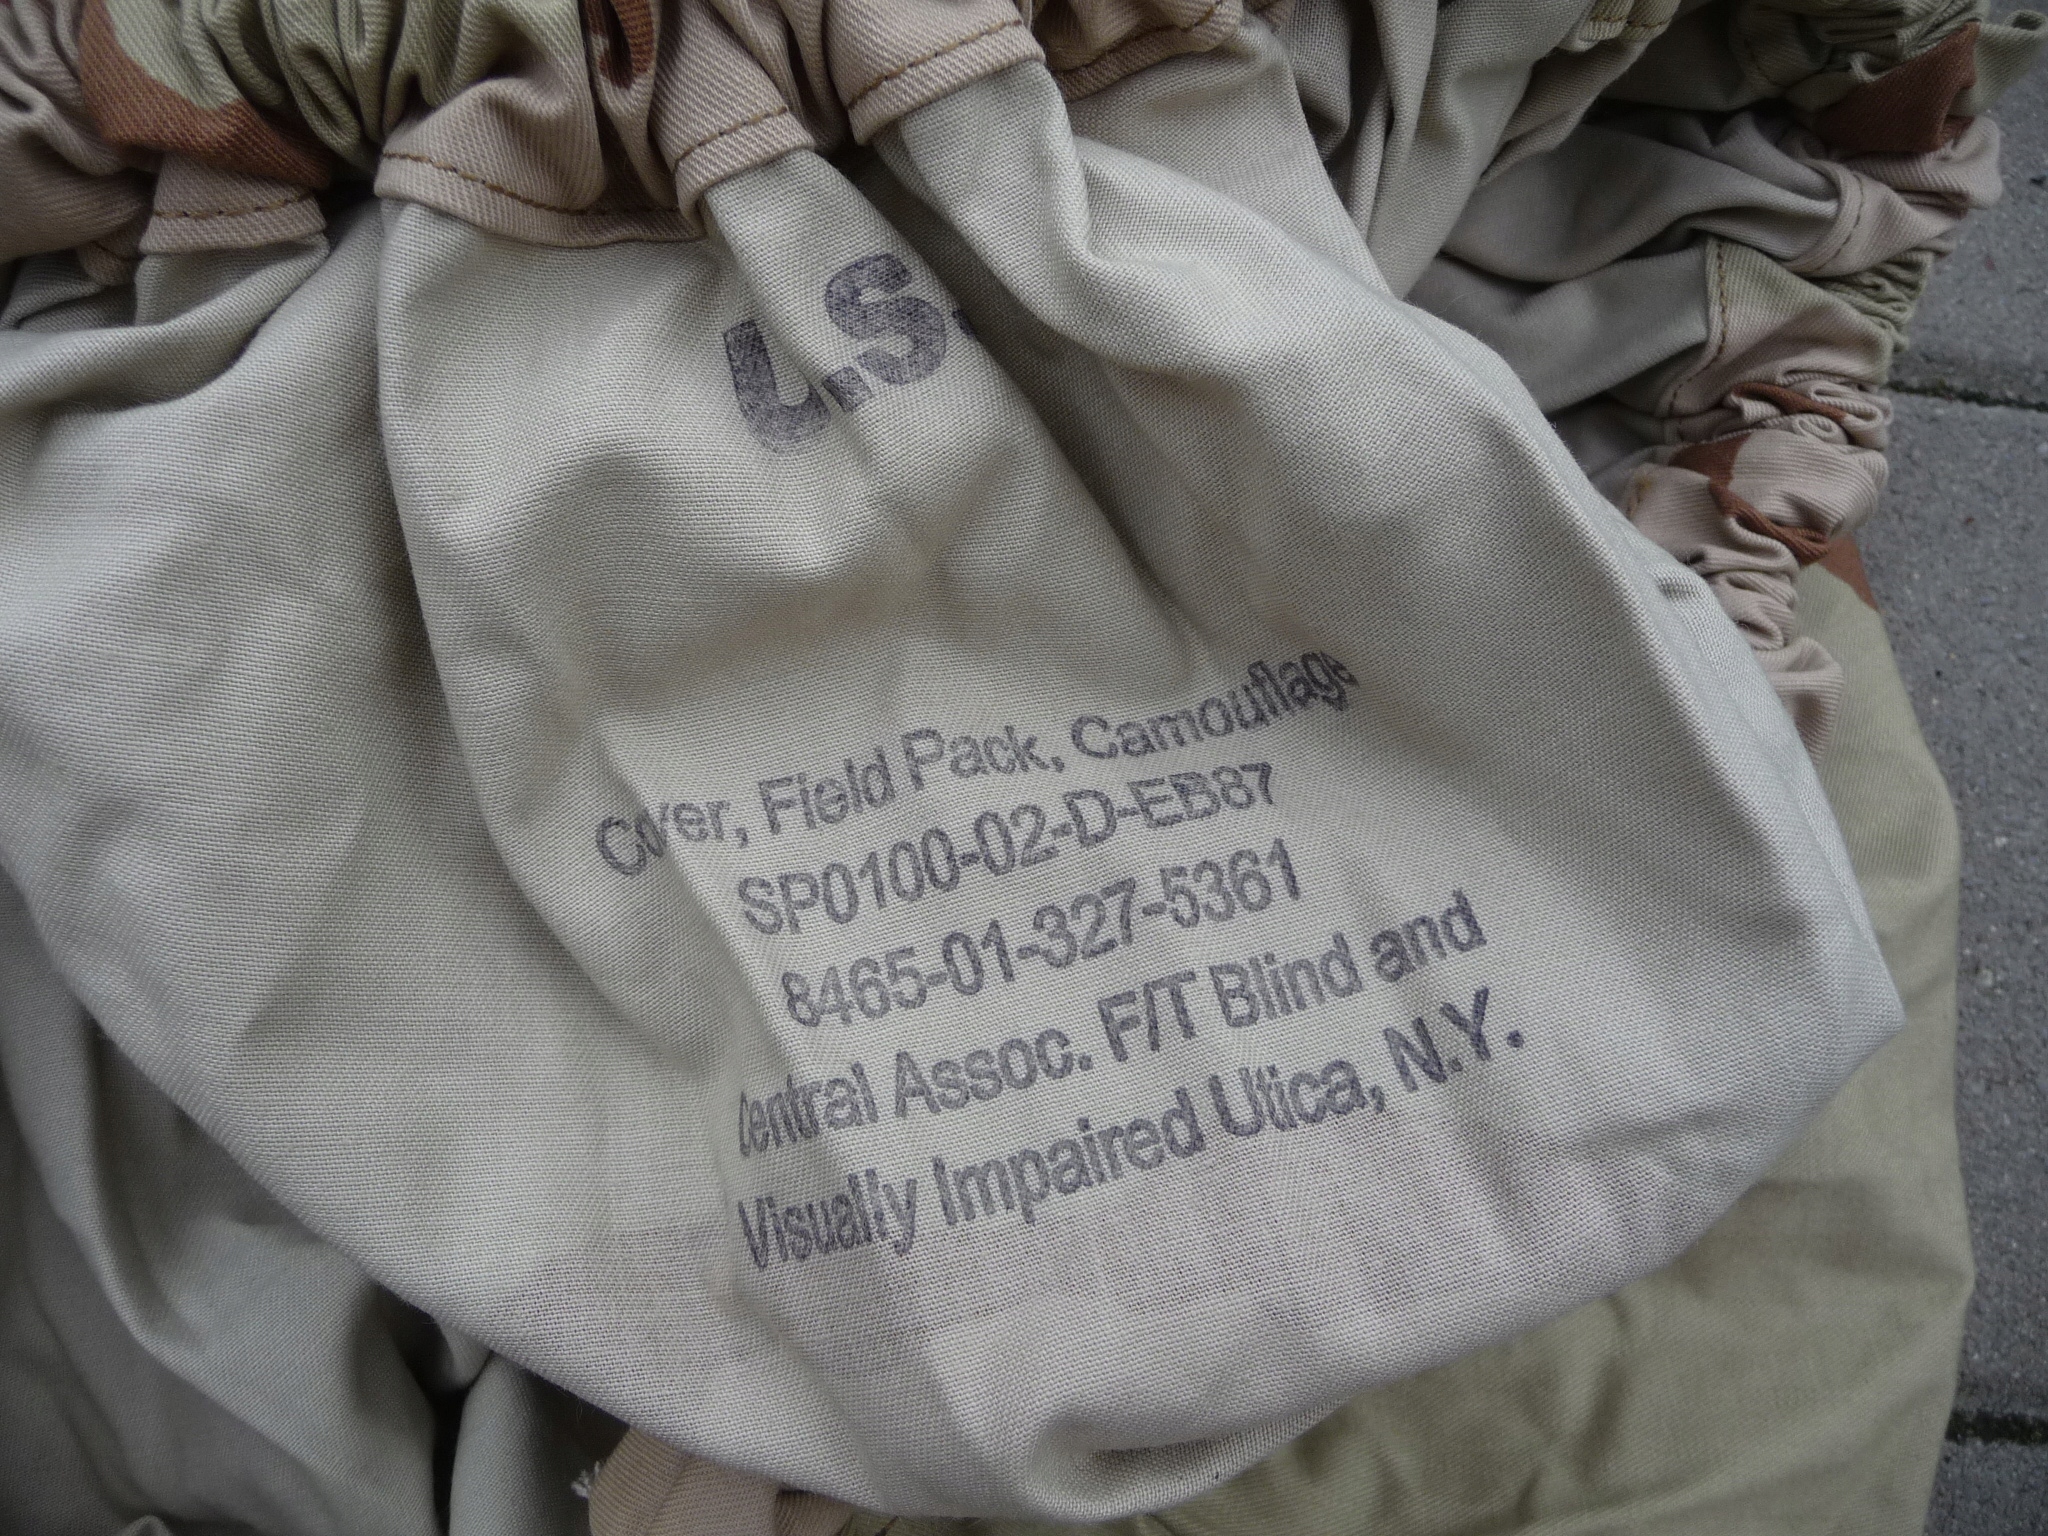 U.S.
Cover, Field Pack, Camouflage
SP0100-02-D-EB87
8465-01-327-5361
Central Assoc. F/T Blind and
Visually Impaired Utica, N.Y.